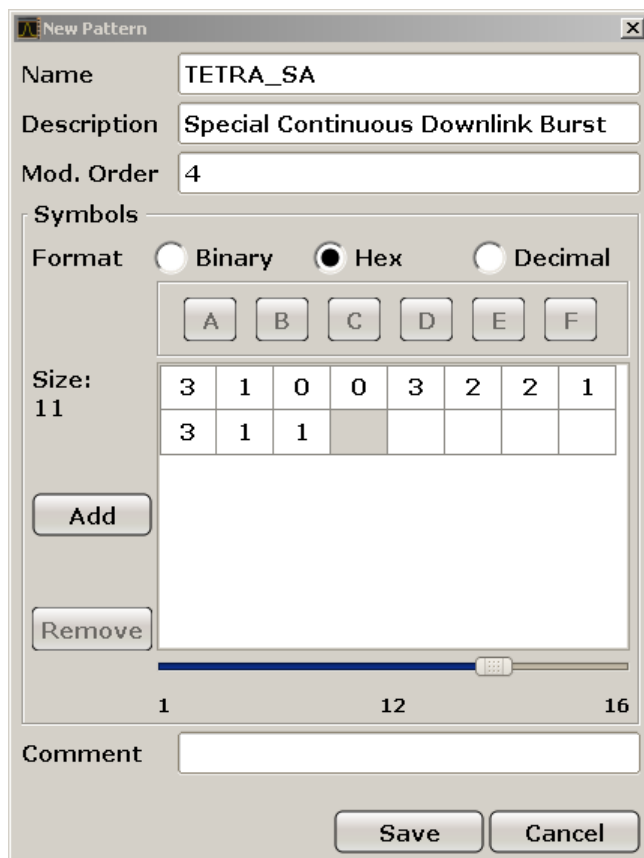 New Pattern
Name TETRA_SA
Description Special Continuous Downlink Burst
Mod. Order 4
Symbols
Format Binary Hex Decimal
A B C D E F
Size:
11
3 1 0 0 3 2 2 1
3 1 1
Add
Remove
1 12 16
Comment
Save Cancel